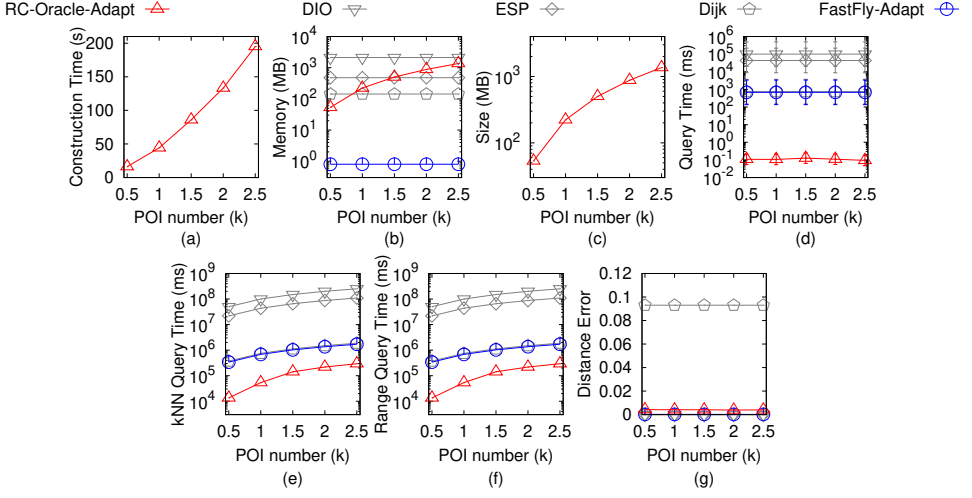 RC-Oracle-Adapt DIO ESP Dijk FastFly-Adapt
Construction Time (s)
200
150
100
50
0
0.5 1 1.5 2 2.5
POI number (k)
(a)
Memory (MB)
10^4
10^3
10^2
10^1
10^0
0.5 1 1.5 2 2.5
POI number (k)
(b)
Size (MB)
10^3
10^2
0.5 1 1.5 2 2.5
POI number (k)
(c)
Query Time (ms)
10^6
10^5
10^4
10^3
10^2
10^1
10^0
10^-1
10^-2
0.5 1 1.5 2 2.5
POI number (k)
(d)
kNN Query Time (ms)
10^9
10^8
10^7
10^6
10^5
10^4
0.5 1 1.5 2 2.5
POI number (k)
(e)
Range Query Time (ms)
10^9
10^8
10^7
10^6
10^5
10^4
0.5 1 1.5 2 2.5
POI number (k)
(f)
Distance Error
0.12
0.1
0.08
0.06
0.04
0.02
0
0.5 1 1.5 2 2.5
POI number (k)
(g)